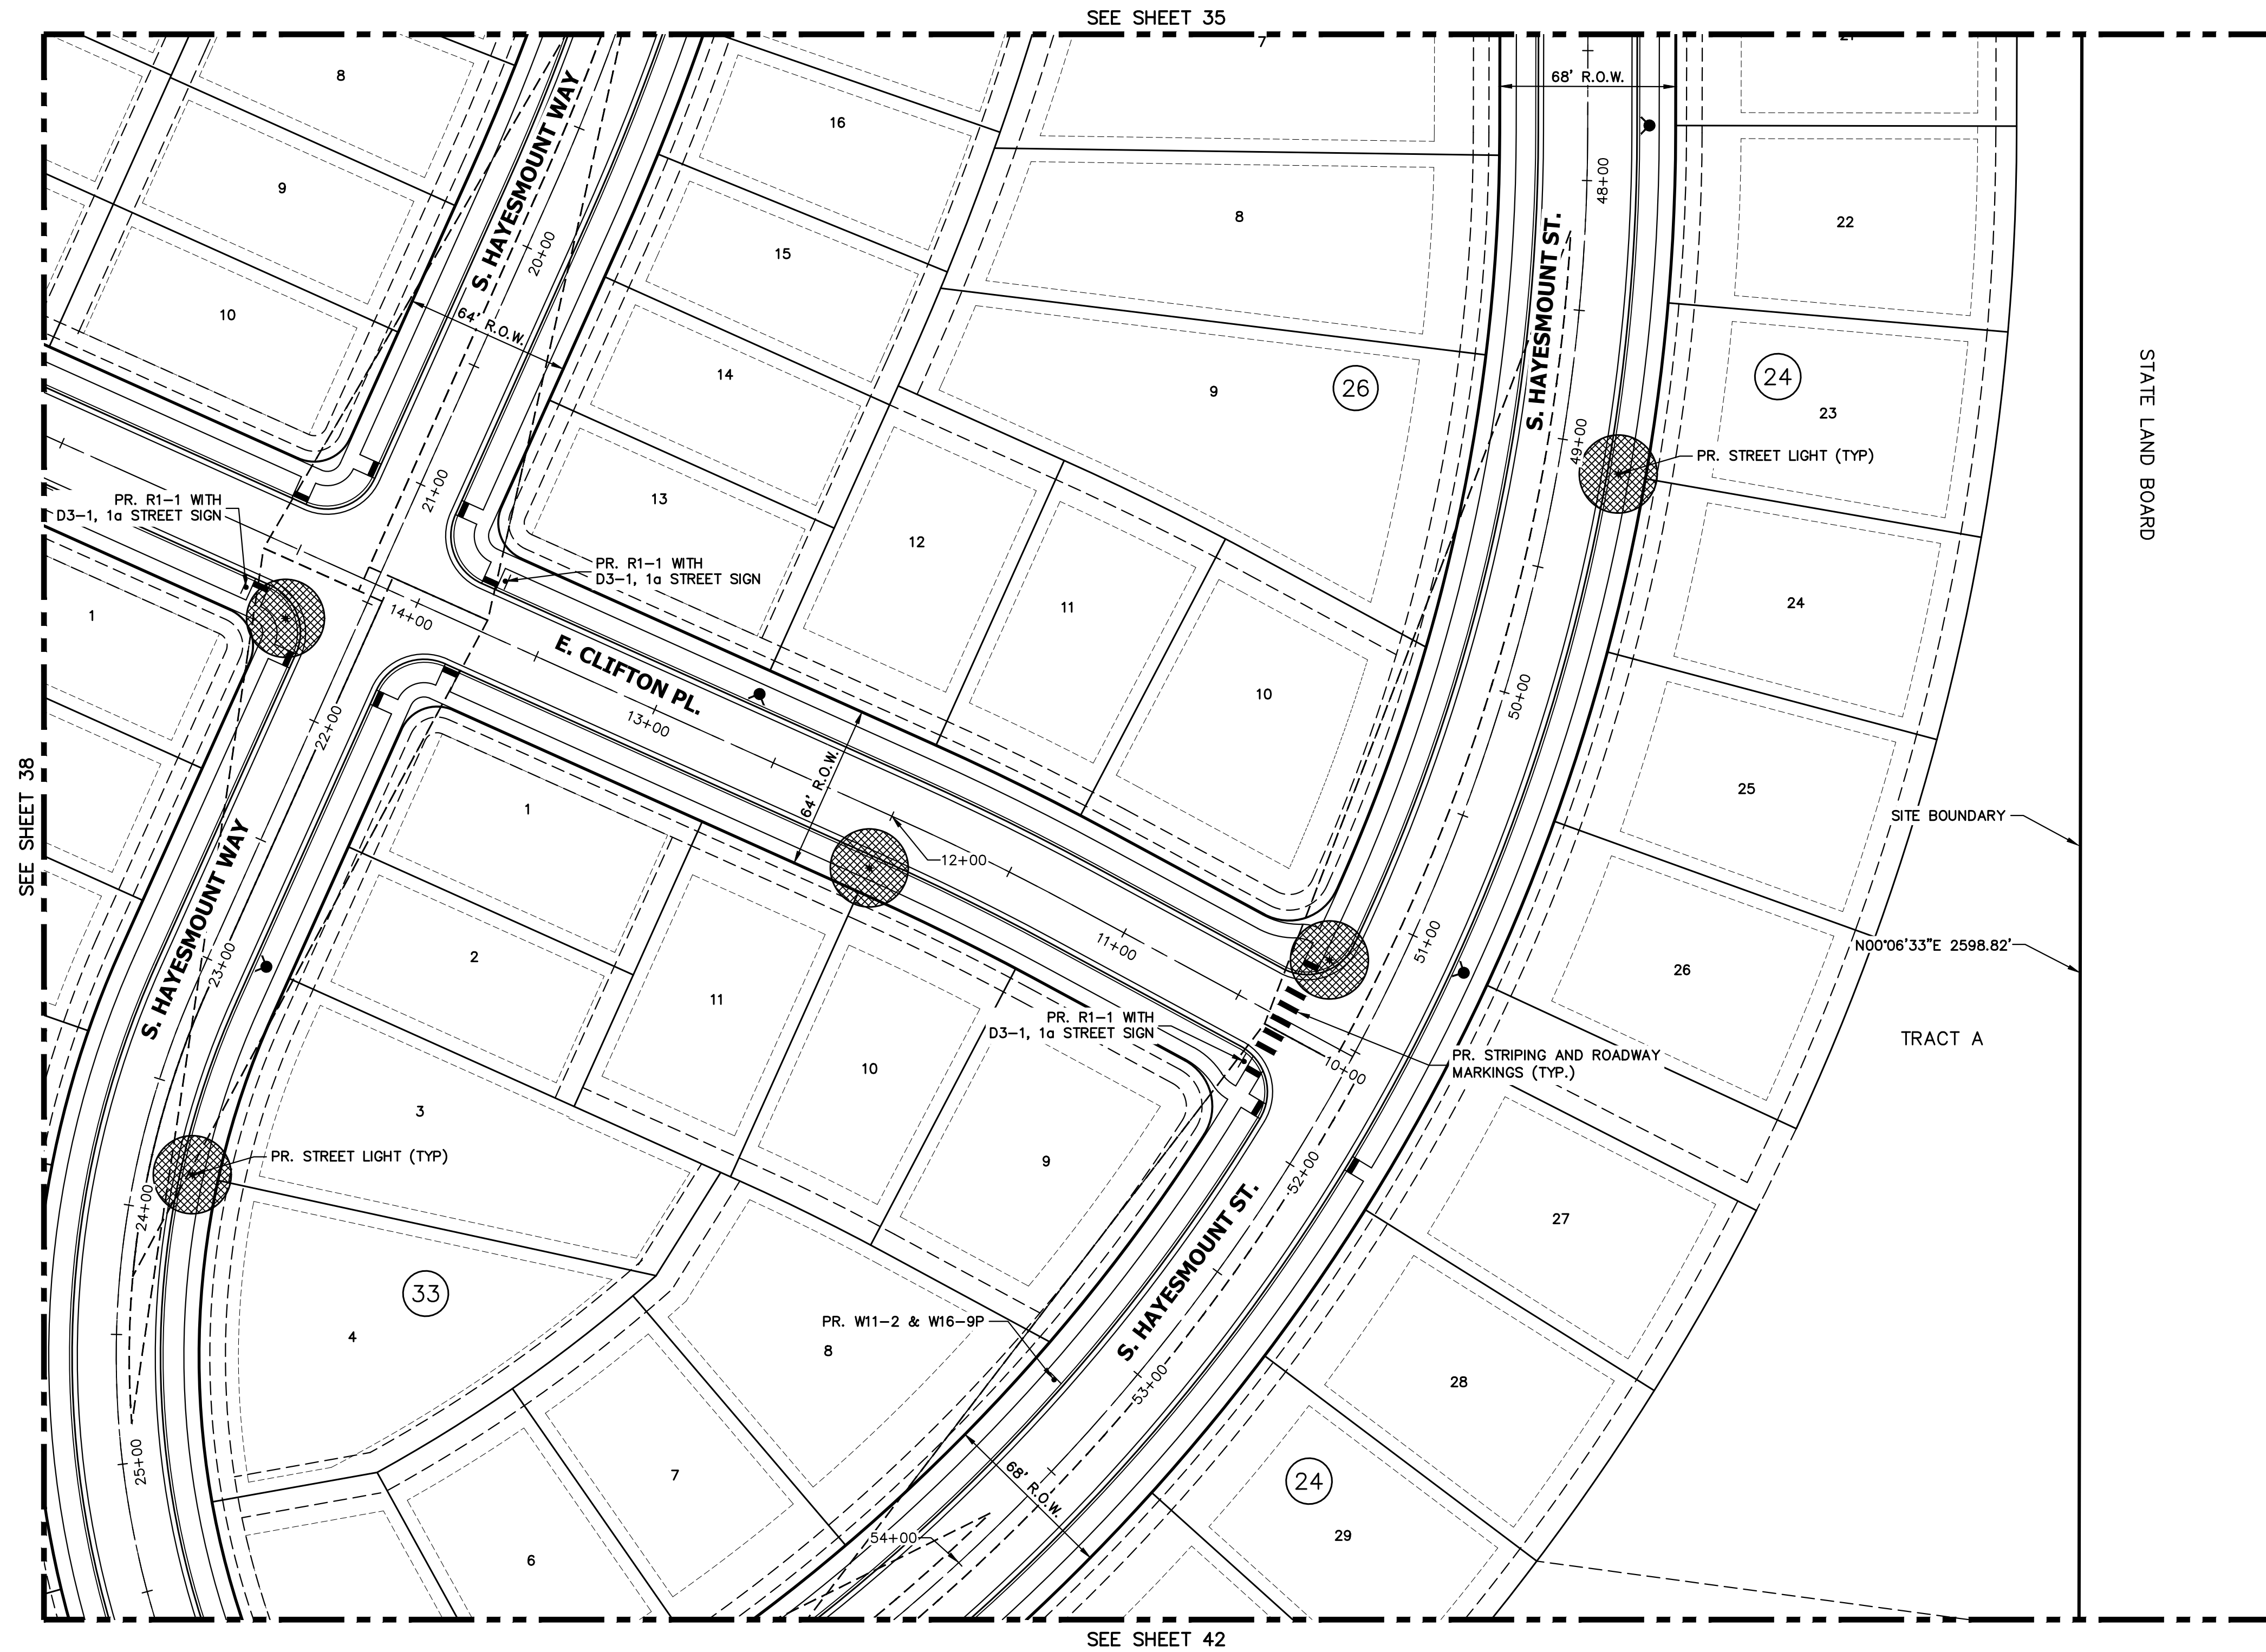 SEE SHEET 35
7
21
8
16
68' R.O.W.
S. HAYESMOUNT WAY
48+00
9
20+00
15
8
22
10
64' R.O.W.
S. HAYESMOUNT ST.
14
9
26
24
23
STATE LAND BOARD
49+00
PR. STREET LIGHT (TYP)
21+00
13
12
PR. R1-1 WITH
D3-1, 1a STREET SIGN
PR. R1-1 WITH
D3-1, 1a STREET SIGN
1
14+00
11
24
E. CLIFTON PL.
10
50+00
22+00
13+00
64' R.O.W.
25
SEE SHEET 38
1
SITE BOUNDARY
12+00
S. HAYESMOUNT WAY
23+00
2
11+00
51+00
N00°06'33"E 2598.82'
26
11
PR. R1-1 WITH
D3-1, 1a STREET SIGN
TRACT A
10
10+00
PR. STRIPING AND ROADWAY
MARKINGS (TYP.)
3
PR. STREET LIGHT (TYP)
9
52+00
24+00
27
33
S. HAYESMOUNT ST.
4
PR. W11-2 & W16-9P
8
53+00
28
25+00
7
68' R.O.W.
24
54+00
29
6
SEE SHEET 42